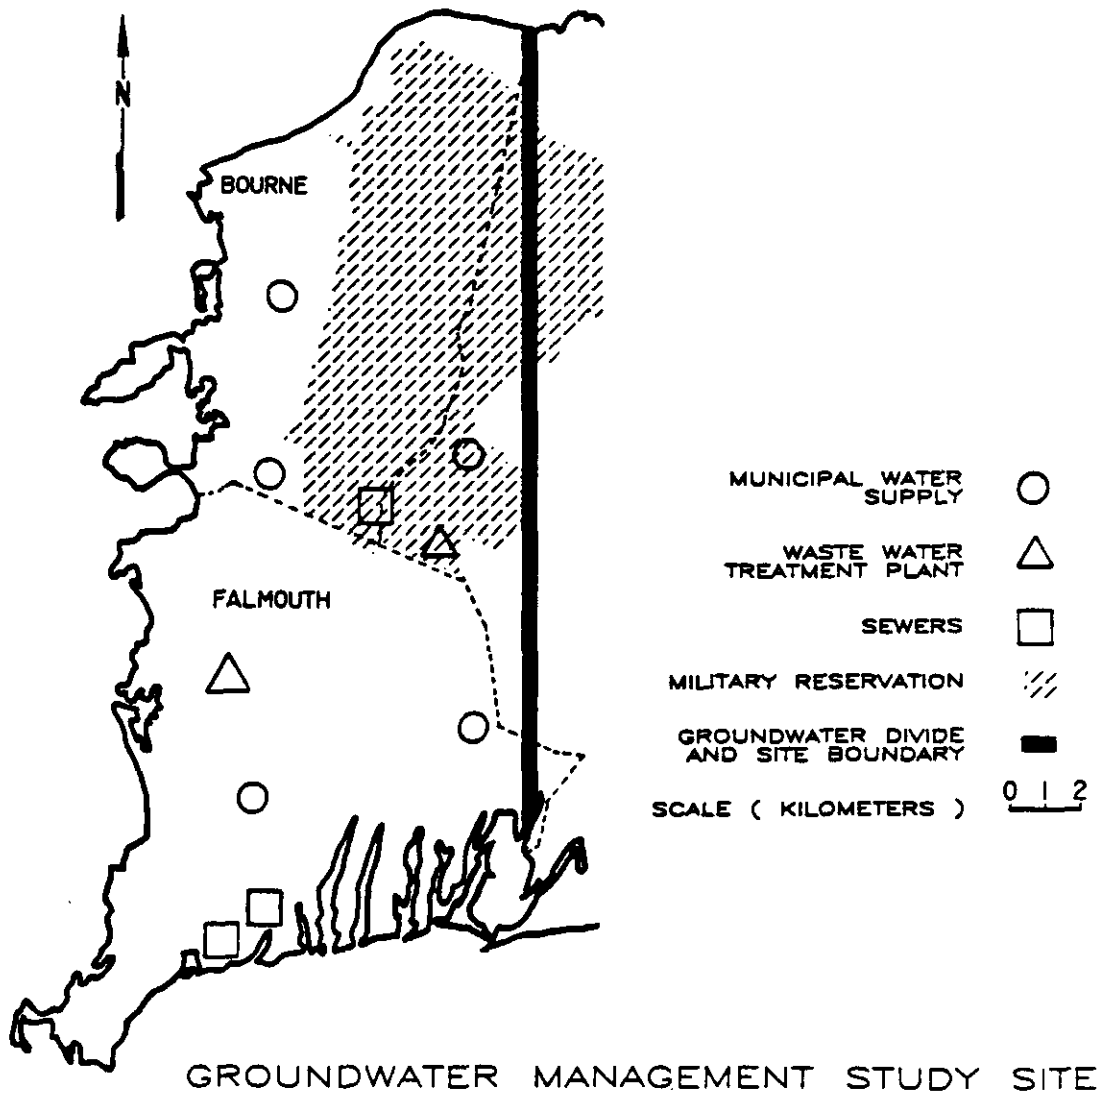 N
BOURNE
FALMOUTH
MUNICIPAL WATER
SUPPLY
WASTE WATER
TREATMENT PLANT
SEWERS
MILITARY RESERVATION
GROUNDWATER DIVIDE
AND SITE BOUNDARY
0 1 2
SCALE ( KILOMETERS )
GROUNDWATER MANAGEMENT STUDY SITE